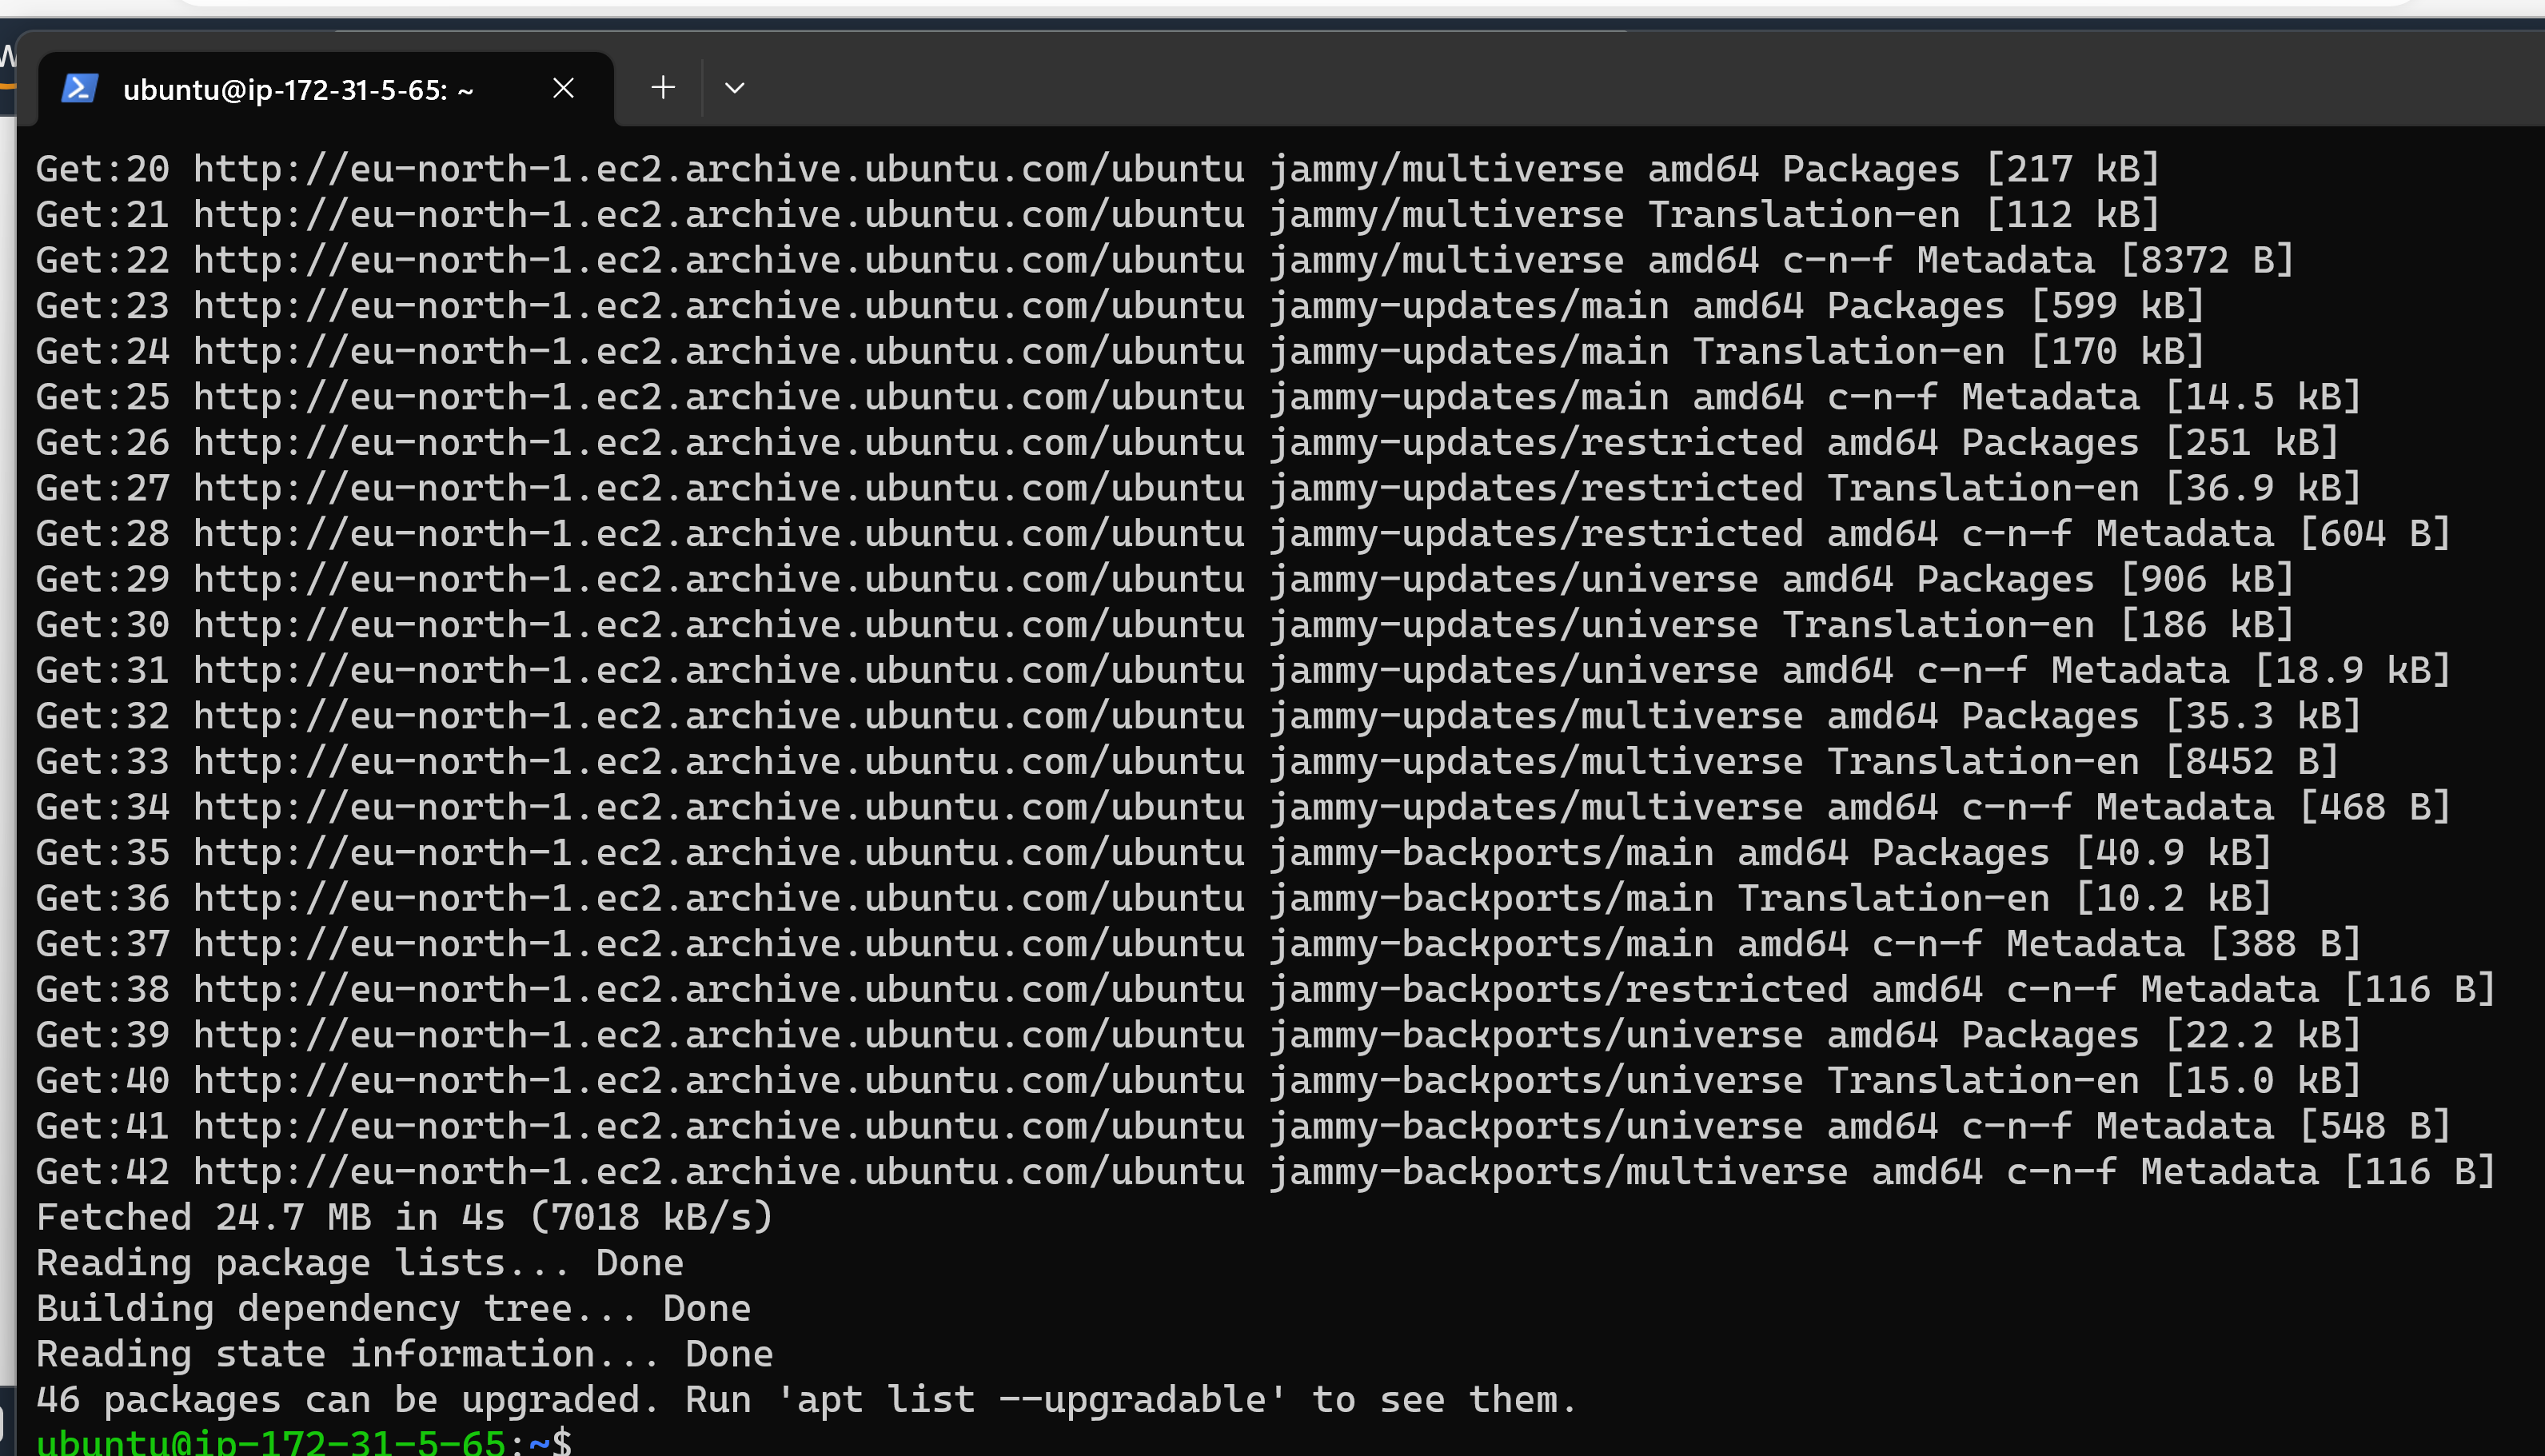 ubuntu@ip-172-31-5-65: ~
Get:20 http://eu-north-1.ec2.archive.ubuntu.com/ubuntu jammy/multiverse amd64 Packages [217 kB]
Get:21 http://eu-north-1.ec2.archive.ubuntu.com/ubuntu jammy/multiverse Translation-en [112 kB]
Get:22 http://eu-north-1.ec2.archive.ubuntu.com/ubuntu jammy/multiverse amd64 c-n-f Metadata [8372 B]
Get:23 http://eu-north-1.ec2.archive.ubuntu.com/ubuntu jammy-updates/main amd64 Packages [599 kB]
Get:24 http://eu-north-1.ec2.archive.ubuntu.com/ubuntu jammy-updates/main Translation-en [170 kB]
Get:25 http://eu-north-1.ec2.archive.ubuntu.com/ubuntu jammy-updates/main amd64 c-n-f Metadata [14.5 kB]
Get:26 http://eu-north-1.ec2.archive.ubuntu.com/ubuntu jammy-updates/restricted amd64 Packages [251 kB]
Get:27 http://eu-north-1.ec2.archive.ubuntu.com/ubuntu jammy-updates/restricted Translation-en [36.9 kB]
Get:28 http://eu-north-1.ec2.archive.ubuntu.com/ubuntu jammy-updates/restricted amd64 c-n-f Metadata [604 B]
Get:29 http://eu-north-1.ec2.archive.ubuntu.com/ubuntu jammy-updates/universe amd64 Packages [906 kB]
Get:30 http://eu-north-1.ec2.archive.ubuntu.com/ubuntu jammy-updates/universe Translation-en [186 kB]
Get:31 http://eu-north-1.ec2.archive.ubuntu.com/ubuntu jammy-updates/universe amd64 c-n-f Metadata [18.9 kB]
Get:32 http://eu-north-1.ec2.archive.ubuntu.com/ubuntu jammy-updates/multiverse amd64 Packages [35.3 kB]
Get:33 http://eu-north-1.ec2.archive.ubuntu.com/ubuntu jammy-updates/multiverse Translation-en [8452 B]
Get:34 http://eu-north-1.ec2.archive.ubuntu.com/ubuntu jammy-updates/multiverse amd64 c-n-f Metadata [468 B]
Get:35 http://eu-north-1.ec2.archive.ubuntu.com/ubuntu jammy-backports/main amd64 Packages [40.9 kB]
Get:36 http://eu-north-1.ec2.archive.ubuntu.com/ubuntu jammy-backports/main Translation-en [10.2 kB]
Get:37 http://eu-north-1.ec2.archive.ubuntu.com/ubuntu jammy-backports/main amd64 c-n-f Metadata [388 B]
Get:38 http://eu-north-1.ec2.archive.ubuntu.com/ubuntu jammy-backports/restricted amd64 c-n-f Metadata [116 B]
Get:39 http://eu-north-1.ec2.archive.ubuntu.com/ubuntu jammy-backports/universe amd64 Packages [22.2 kB]
Get:40 http://eu-north-1.ec2.archive.ubuntu.com/ubuntu jammy-backports/universe Translation-en [15.0 kB]
Get:41 http://eu-north-1.ec2.archive.ubuntu.com/ubuntu jammy-backports/universe amd64 c-n-f Metadata [548 B]
Get:42 http://eu-north-1.ec2.archive.ubuntu.com/ubuntu jammy-backports/multiverse amd64 c-n-f Metadata [116 B]
Fetched 24.7 MB in 4s (7018 kB/s)
Reading package lists... Done
Building dependency tree... Done
Reading state information... Done
46 packages can be upgraded. Run 'apt list --upgradable' to see them.
ubuntu@ip-172-31-5-65:~$